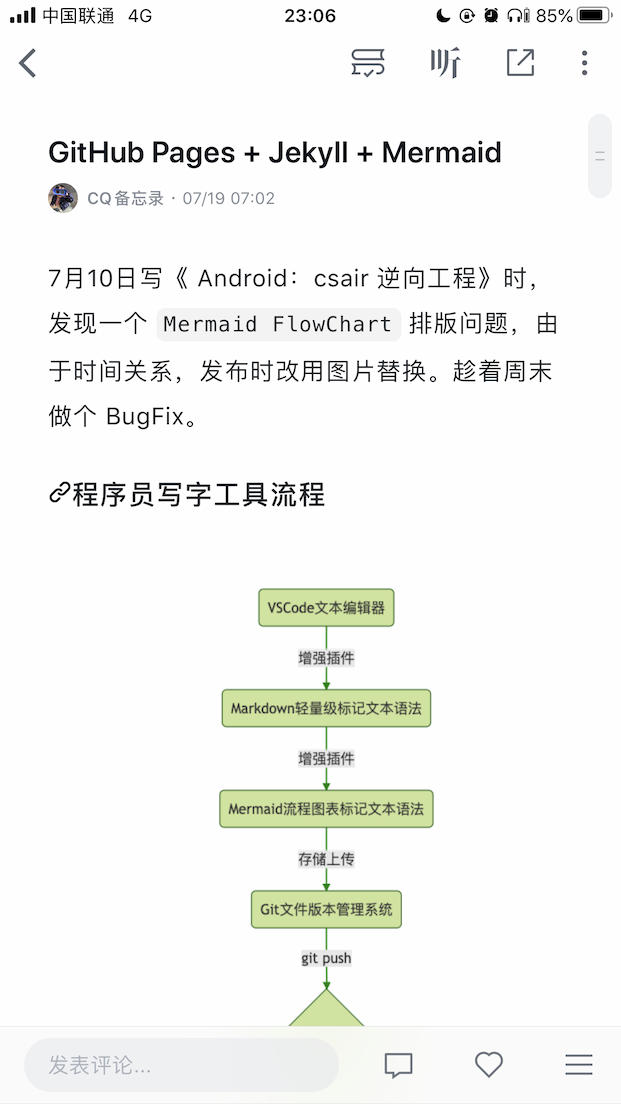 中国联通 4G 23:06 85%
听
GitHub Pages + Jekyll + Mermaid
CQ备忘录 · 07/19 07:02
7月10日写《 Android：csair 逆向工程》时，
发现一个 Mermaid FlowChart 排版问题，由
于时间关系，发布时改用图片替换。趁着周末
做个 BugFix。
程序员写字工具流程
VSCode文本编辑器
增强插件
Markdown轻量级标记文本语法
增强插件
Mermaid流程图表标记文本语法
存储上传
Git文件版本管理系统
git push
发表评论...